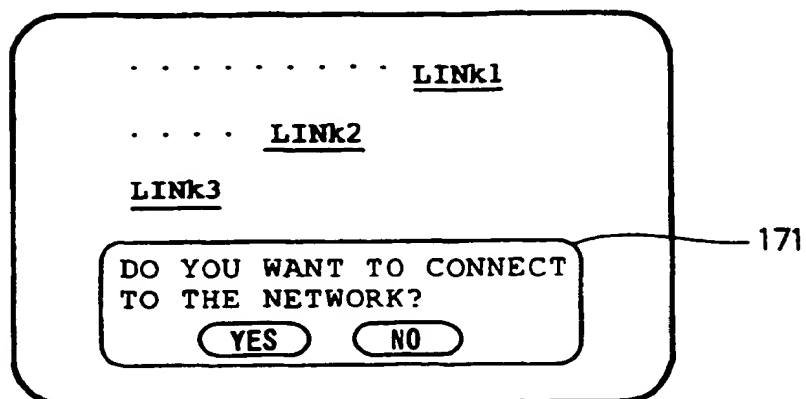 . . . . . . . . . . LINk1
. . . . LINk2
LINk3
DO YOU WANT TO CONNECT
TO THE NETWORK?
YES NO
171